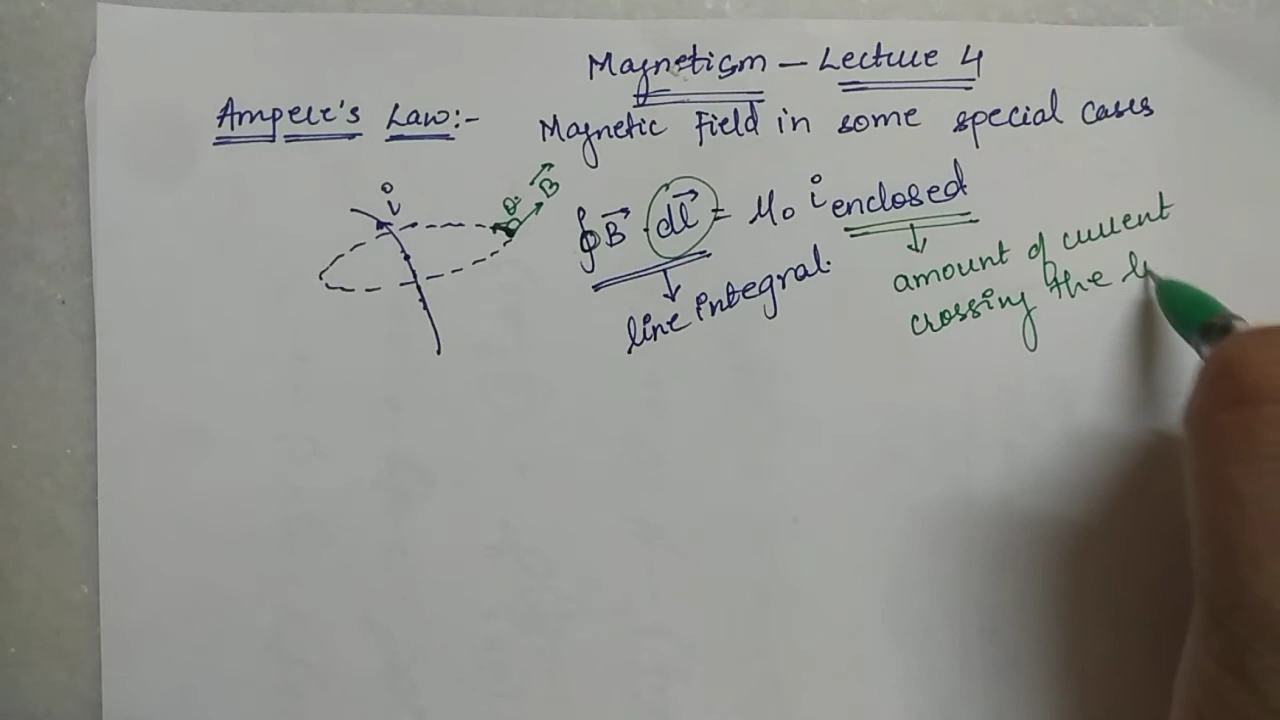 Magnetism – Lecture 4
Ampere's Law:- Magnetic Field in some special cases
i
θ
B⃗
∮B⃗ · dl⃗ = μ₀ i enclosed
line integral.
amount of current
crossing the